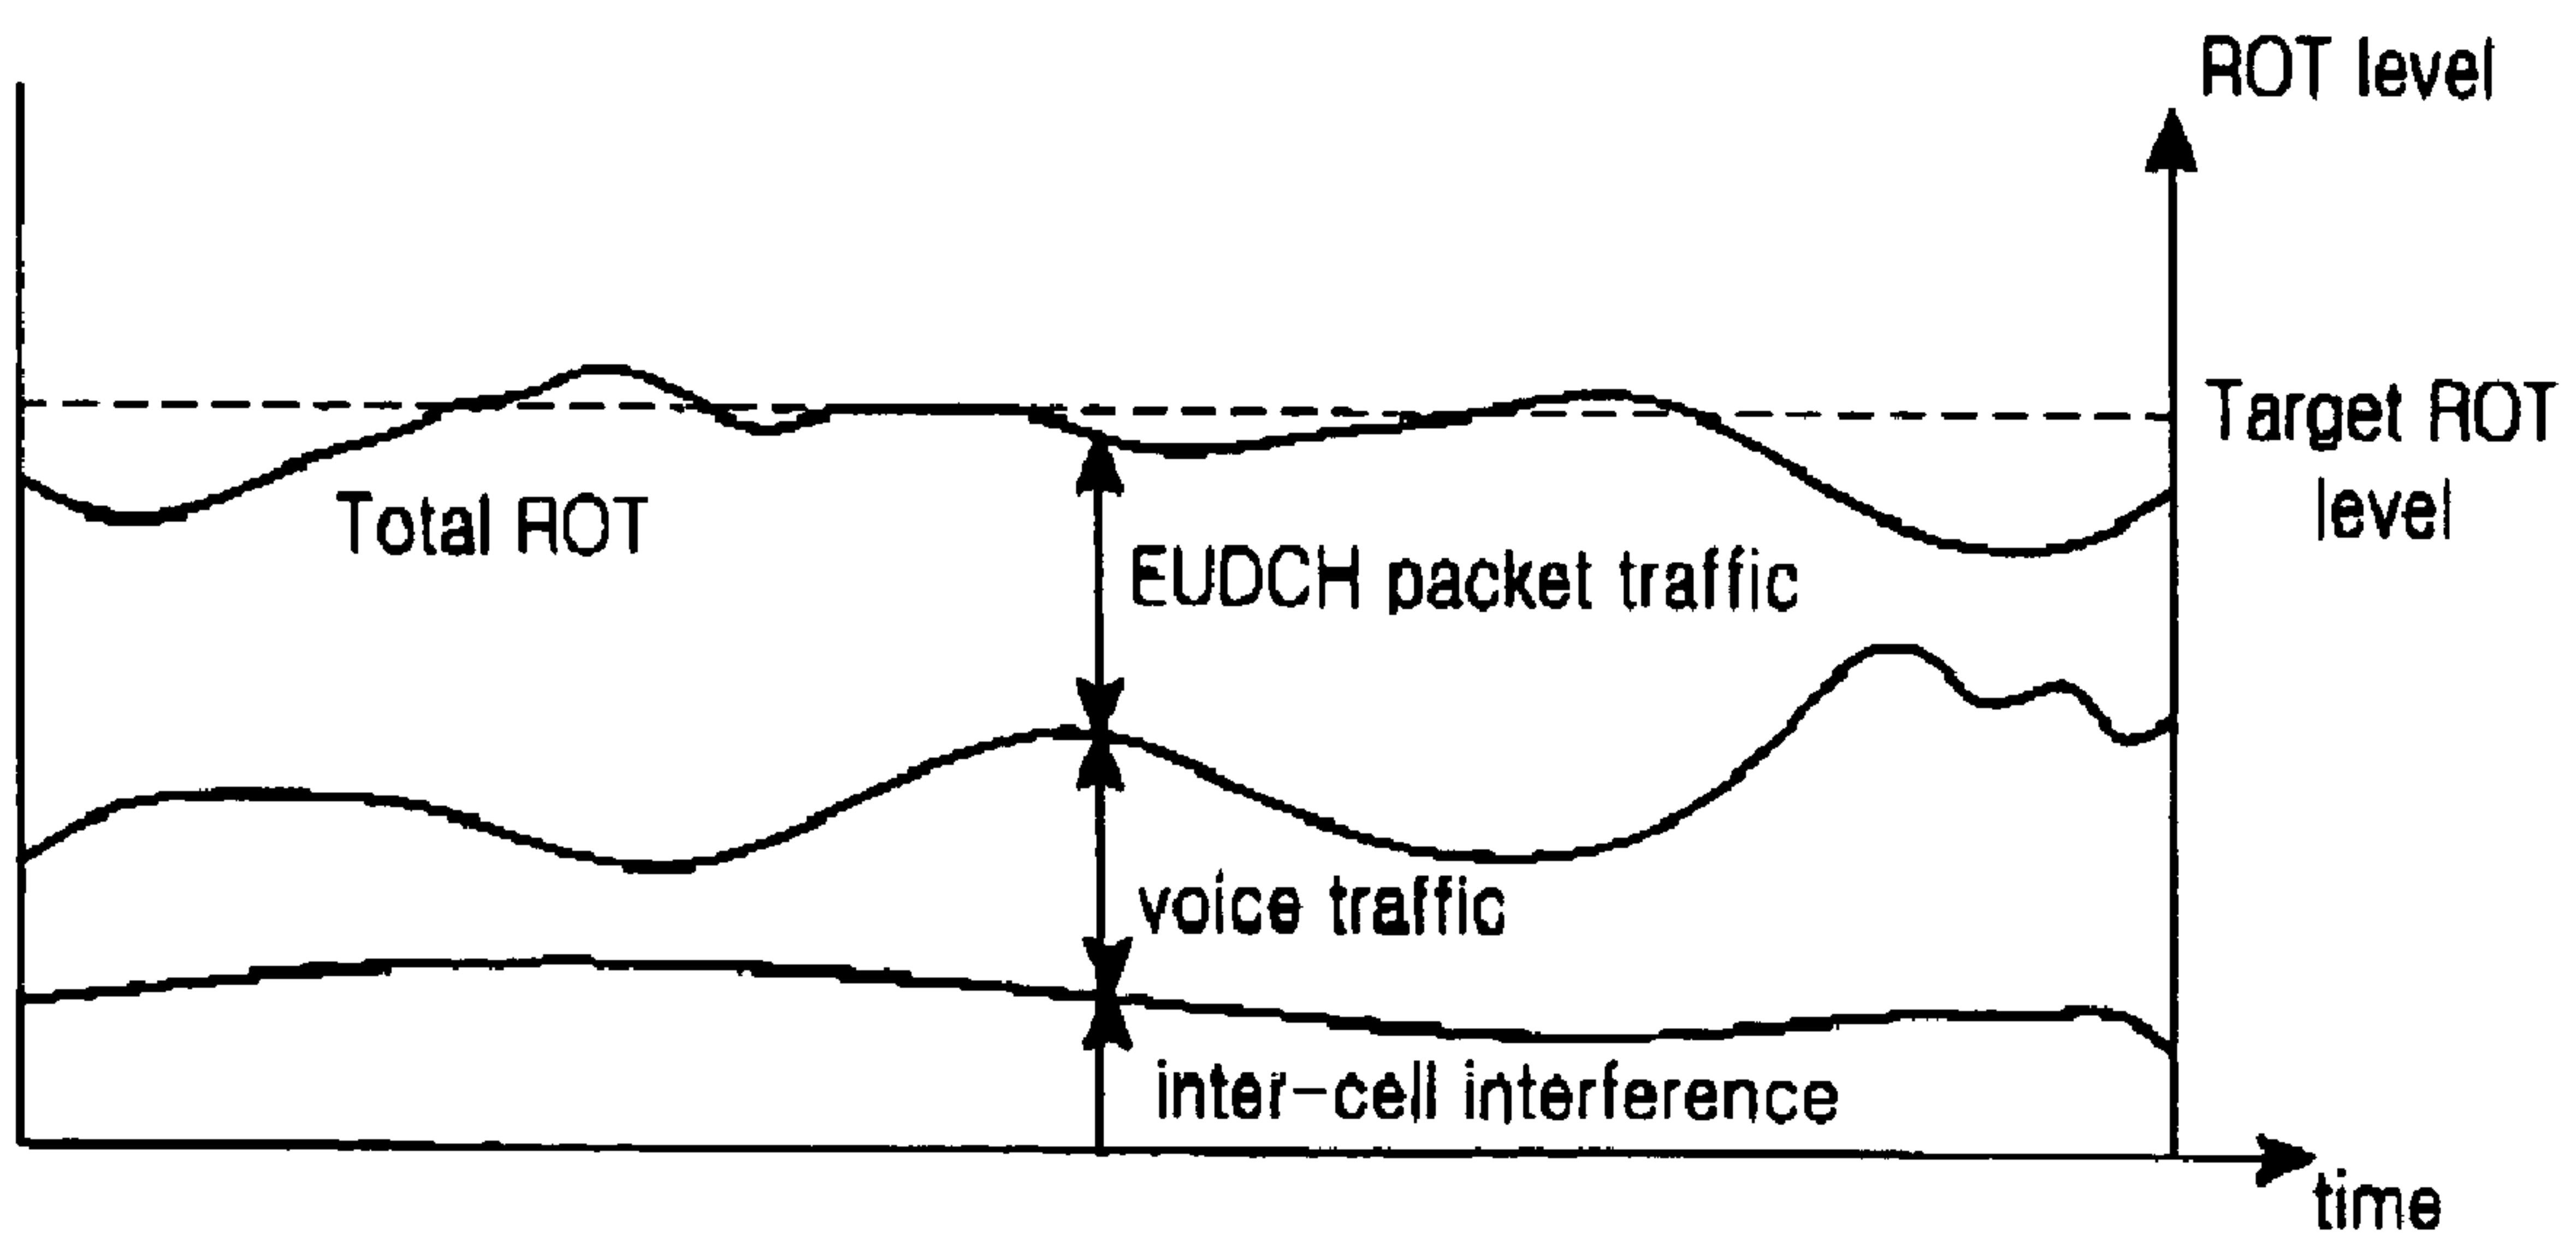 ROT level
Target ROT
level
Total ROT
EUDCH packet traffic
voice traffic
inter-cell interference
time